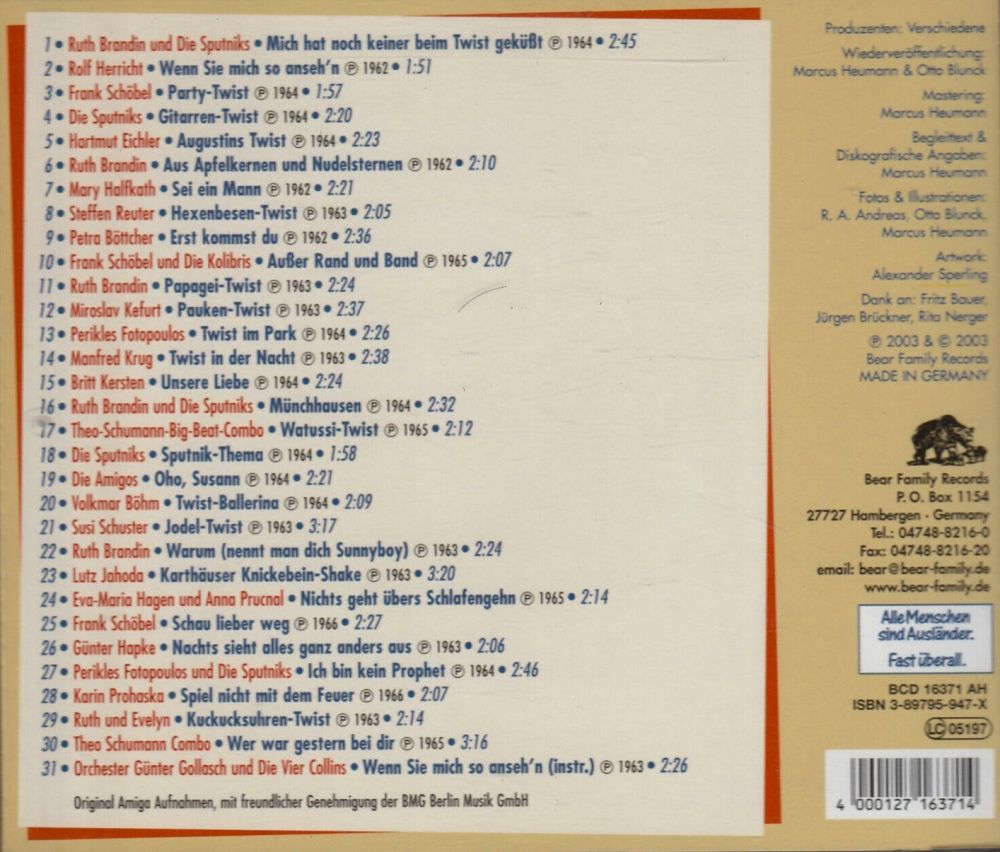 1 • Ruth Brandin und Die Sputniks • Mich hat noch keiner beim Twist geküßt ℗ 1964 • 2:45
2 • Rolf Herricht • Wenn Sie mich so anseh'n ℗ 1962 • 1:51
3 • Frank Schöbel • Party-Twist ℗ 1964 • 1:57
4 • Die Sputniks • Gitarren-Twist ℗ 1964 • 2:20
5 • Hartmut Eichler • Augustins Twist ℗ 1964 • 2:23
6 • Ruth Brandin • Aus Apfelkernen und Nudelsternen ℗ 1962 • 2:10
7 • Mary Halfkath • Sei ein Mann ℗ 1962 • 2:21
8 • Steffen Reuter • Hexenbesen-Twist ℗ 1963 • 2:05
9 • Petra Böttcher • Erst kommst du ℗ 1962 • 2:36
10 • Frank Schöbel und Die Kolibris • Außer Rand und Band ℗ 1965 • 2:07
11 • Ruth Brandin • Papagei-Twist ℗ 1963 • 2:24
12 • Miroslav Kefurt • Pauken-Twist ℗ 1963 • 2:37
13 • Perikles Fotopoulos • Twist im Park ℗ 1964 • 2:26
14 • Manfred Krug • Twist in der Nacht ℗ 1963 • 2:38
15 • Britt Kersten • Unsere Liebe ℗ 1964 • 2:24
16 • Ruth Brandin und Die Sputniks • Münchhausen ℗ 1964 • 2:32
17 • Theo-Schumann-Big-Beat-Combo • Watussi-Twist ℗ 1965 • 2:12
18 • Die Sputniks • Sputnik-Thema ℗ 1964 • 1:58
19 • Die Amigos • Oho, Susann ℗ 1964 • 2:21
20 • Volkmar Böhm • Twist-Ballerina ℗ 1964 • 2:09
21 • Susi Schuster • Jodel-Twist ℗ 1963 • 3:17
22 • Ruth Brandin • Warum (nennt man dich Sunnyboy) ℗ 1963 • 2:24
23 • Lutz Jahoda • Karthäuser Knickebein-Shake ℗ 1963 • 3:20
24 • Eva-Maria Hagen und Anna Prucnal • Nichts geht übers Schlafengehn ℗ 1965 • 2:14
25 • Frank Schöbel • Schau lieber weg ℗ 1966 • 2:27
26 • Günter Hapke • Nachts sieht alles ganz anders aus ℗ 1963 • 2:06
27 • Perikles Fotopoulos und Die Sputniks • Ich bin kein Prophet ℗ 1964 • 2:46
28 • Karin Prohaska • Spiel nicht mit dem Feuer ℗ 1966 • 2:07
29 • Ruth und Evelyn • Kuckucksuhren-Twist ℗ 1963 • 2:14
30 • Theo Schumann Combo • Wer war gestern bei dir ℗ 1965 • 3:16
31 • Orchester Günter Gollasch und Die Vier Collins • Wenn Sie mich so anseh'n (instr.) ℗ 1963 • 2:26
Original Amiga Aufnahmen, mit freundlicher Genehmigung der BMG Berlin Musik GmbH
Produzenten: Verschiedene
Wiederveröffentlichung:
Marcus Heumann & Otto Blunck
Mastering:
Marcus Heumann
Begleittext &
Diskografische Angaben:
Marcus Heumann
Fotos & Illustrationen:
R. A. Andreas, Otto Blunck,
Marcus Heumann
Artwork:
Alexander Sperling
Dank an: Fritz Bauer,
Jürgen Brückner, Rita Nerger
℗ 2003 & © 2003
Bear Family Records
MADE IN GERMANY
Bear Family Records
P. O. Box 1154
27727 Hambergen - Germany
Tel.: 04748-8216-0
Fax: 04748-8216-20
email: bear@bear-family.de
www.bear-family.de
Alle Menschen
sind Ausländer.
Fast überall.
BCD 16371 AH
ISBN 3-89795-947-X
LC 05197
4 000127 163714